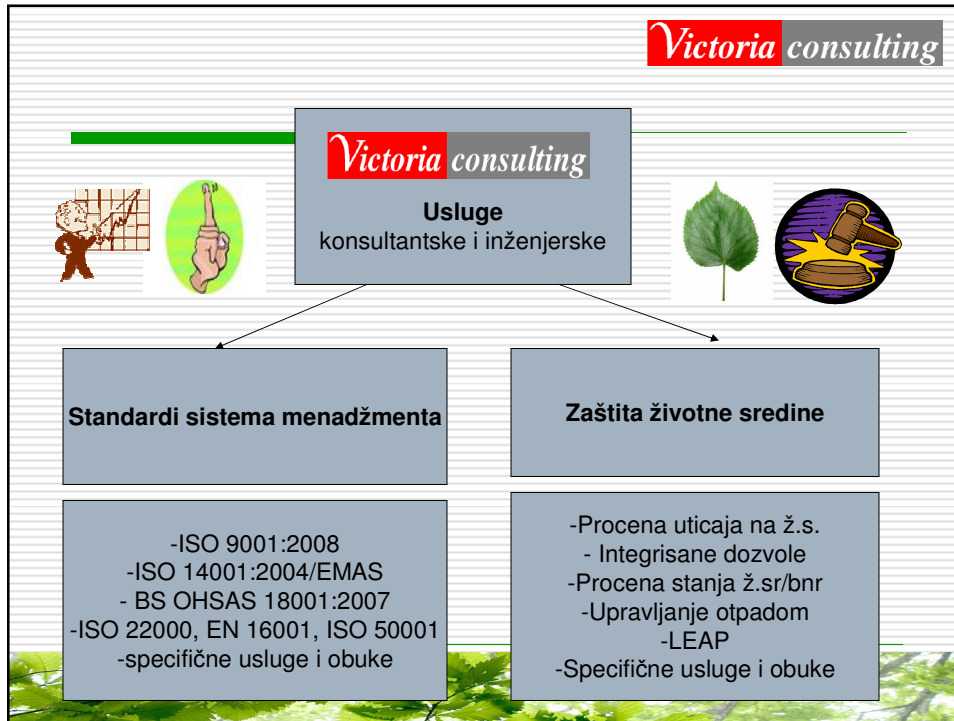 Victoria consulting
Victoria consulting
Usluge
konsultantske i inženjerske
Standardi sistema menadžmenta
Zaštita životne sredine
-ISO 9001:2008
-ISO 14001:2004/EMAS
- BS OHSAS 18001:2007
-ISO 22000, EN 16001, ISO 50001
-specifične usluge i obuke
-Procena uticaja na ž.s.
- Integrisane dozvole
-Procena stanja ž.sr/bnr
-Upravljanje otpadom
-LEAP
-Specifične usluge i obuke